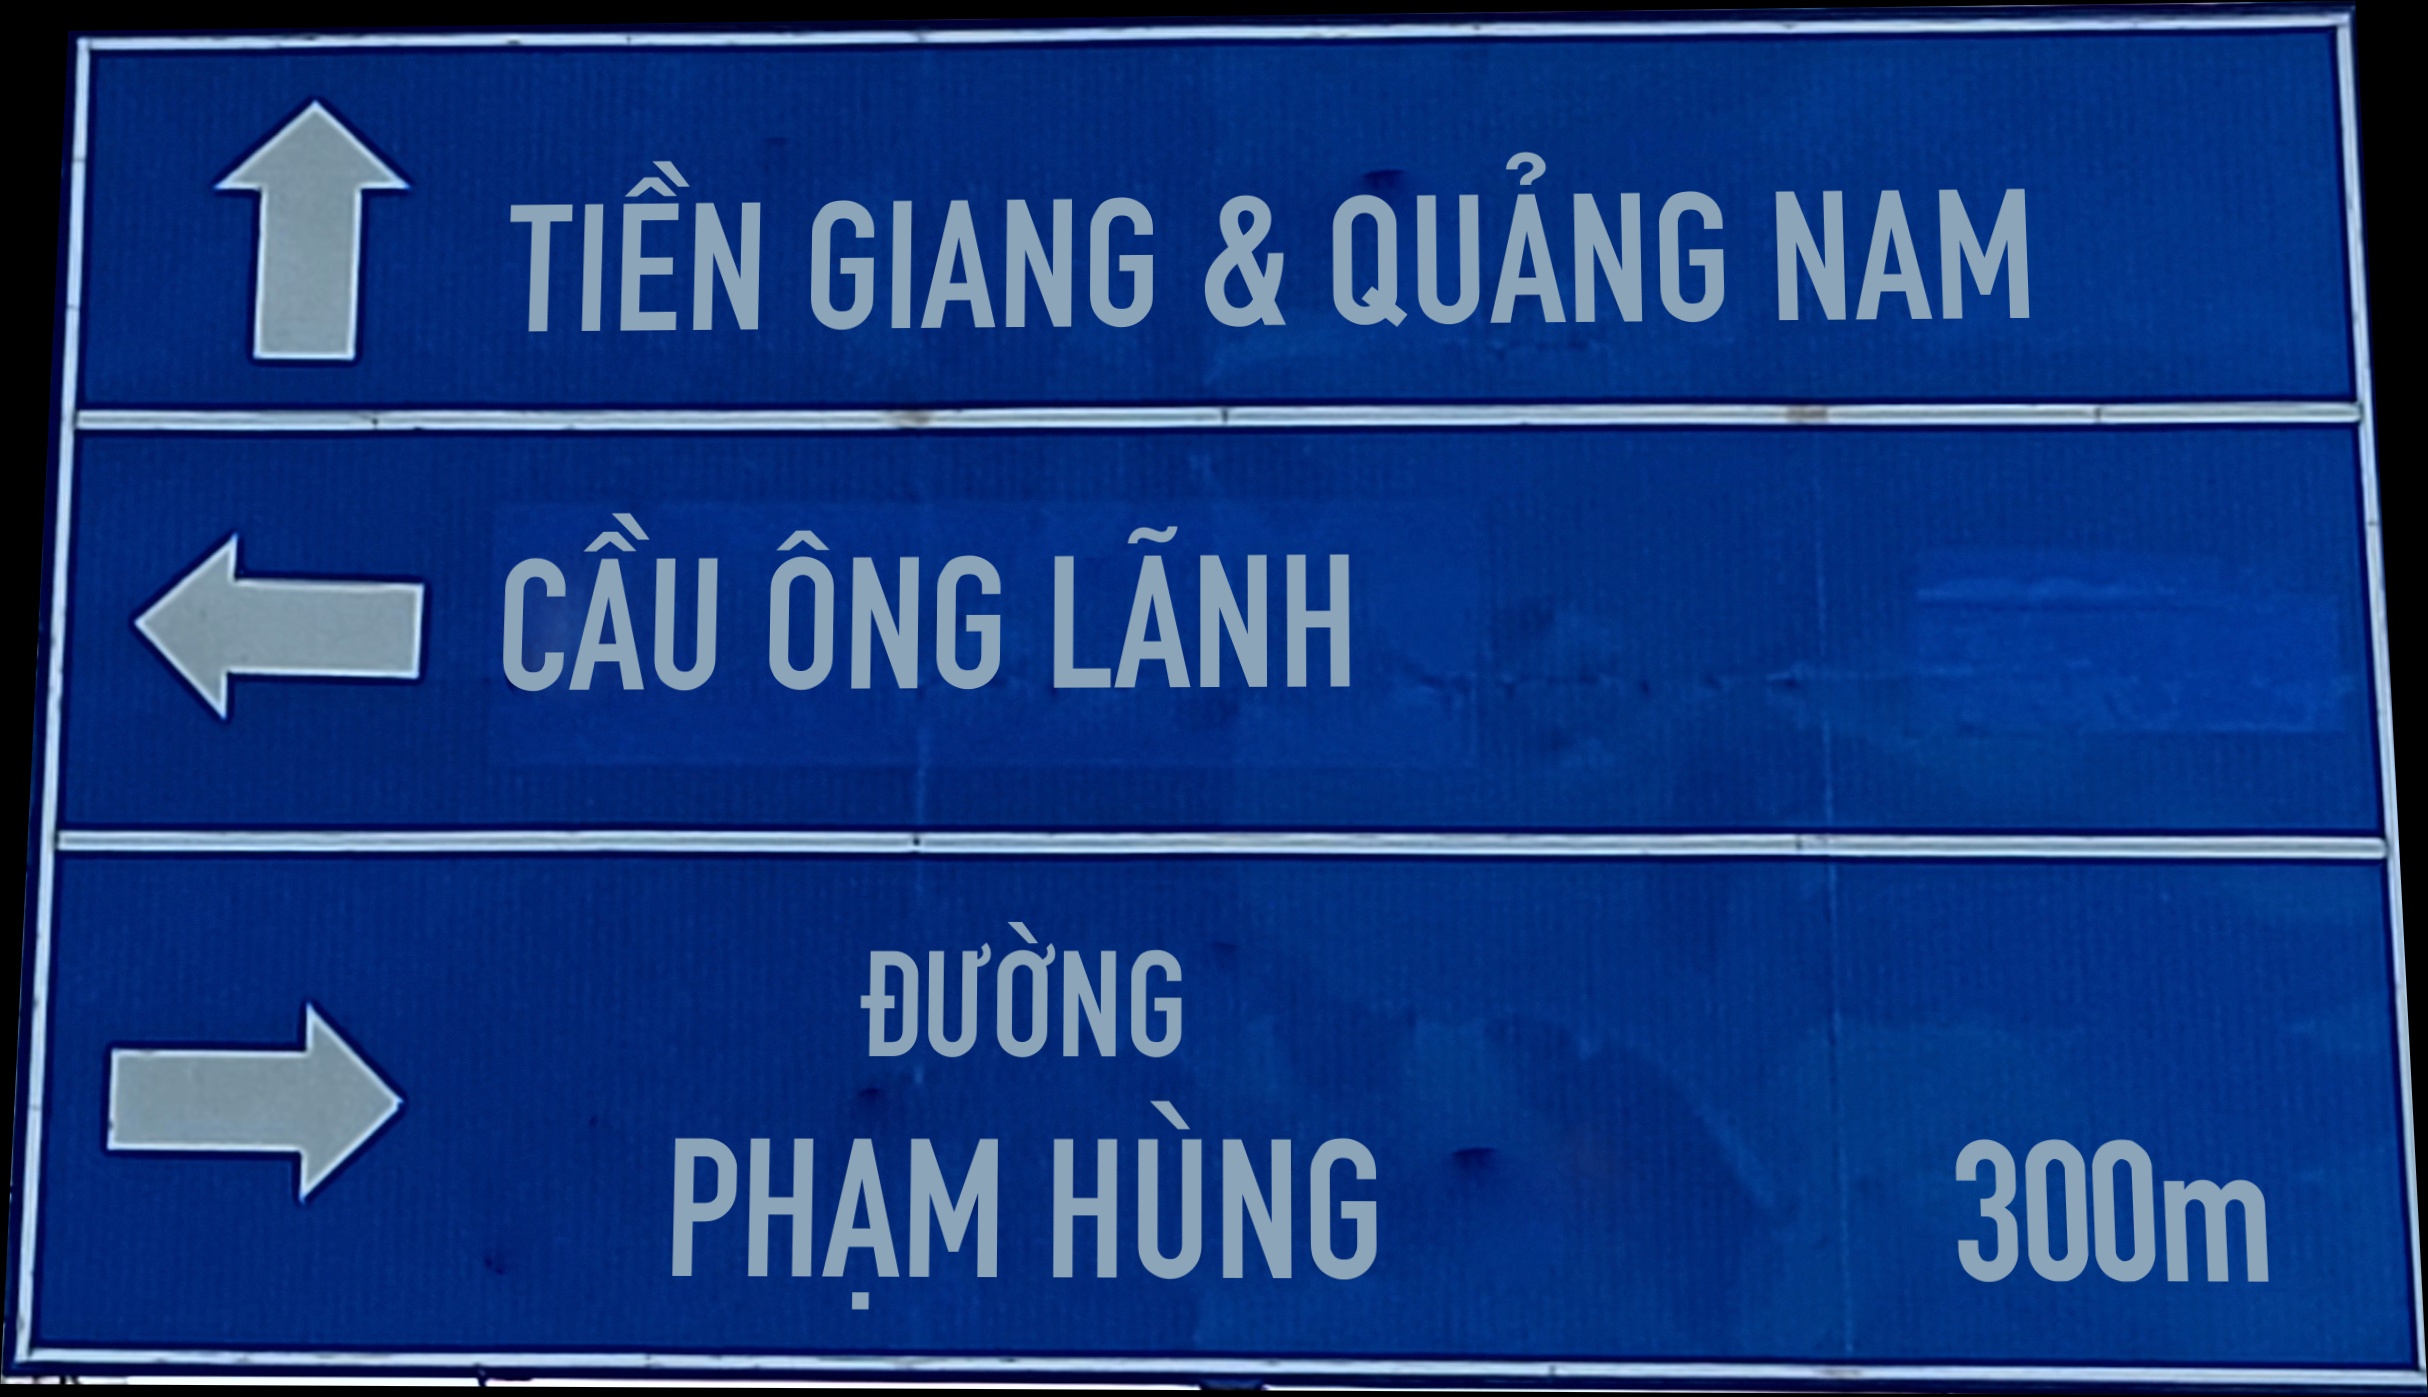 TIỀN GIANG & QUẢNG NAM
CẦU ÔNG LÃNH
ĐƯỜNG
PHẠM HÙNG
300m